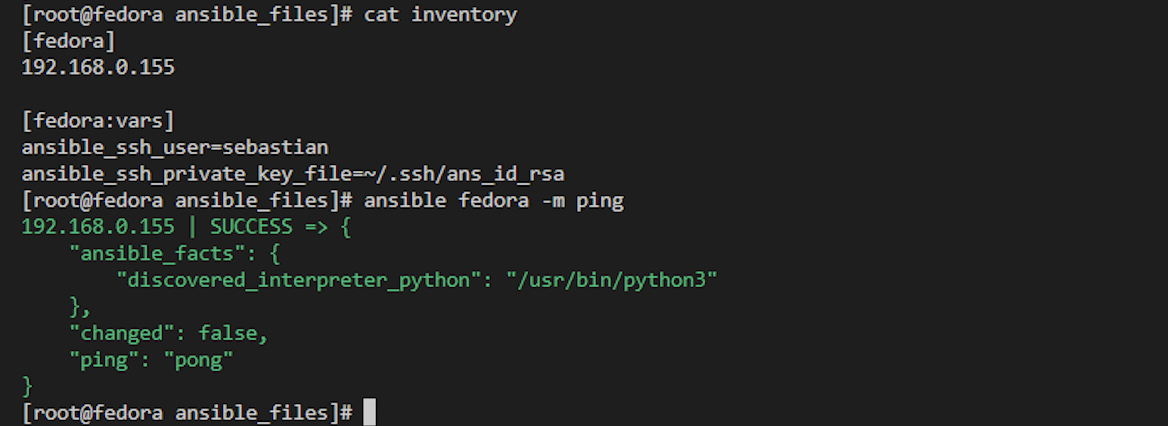 [root@fedora ansible_files]# cat inventory
[fedora]
192.168.0.155

[fedora:vars]
ansible_ssh_user=sebastian
ansible_ssh_private_key_file=~/.ssh/ans_id_rsa
[root@fedora ansible_files]# ansible fedora -m ping
192.168.0.155 | SUCCESS => {
    "ansible_facts": {
        "discovered_interpreter_python": "/usr/bin/python3"
    },
    "changed": false,
    "ping": "pong"
}
[root@fedora ansible_files]#